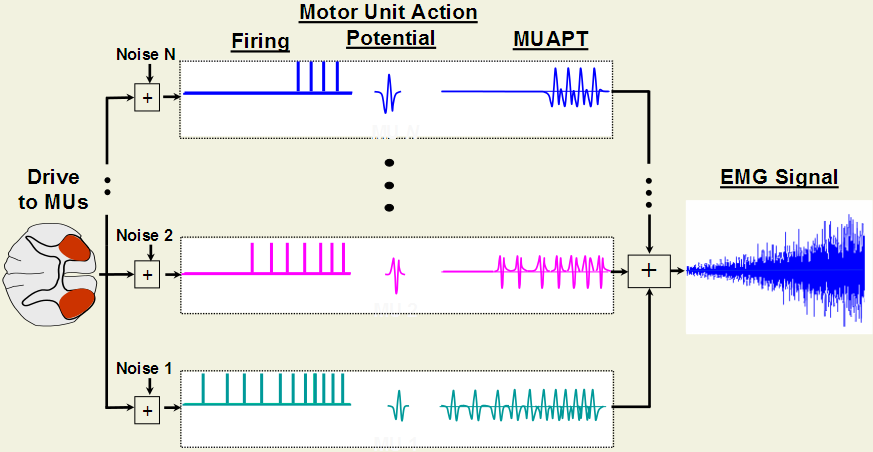 Motor Unit Action
Firing
Potential
MUAPT
Noise N
+
Drive
to MUs
EMG Signal
Noise 2
+
+
Noise 1
+